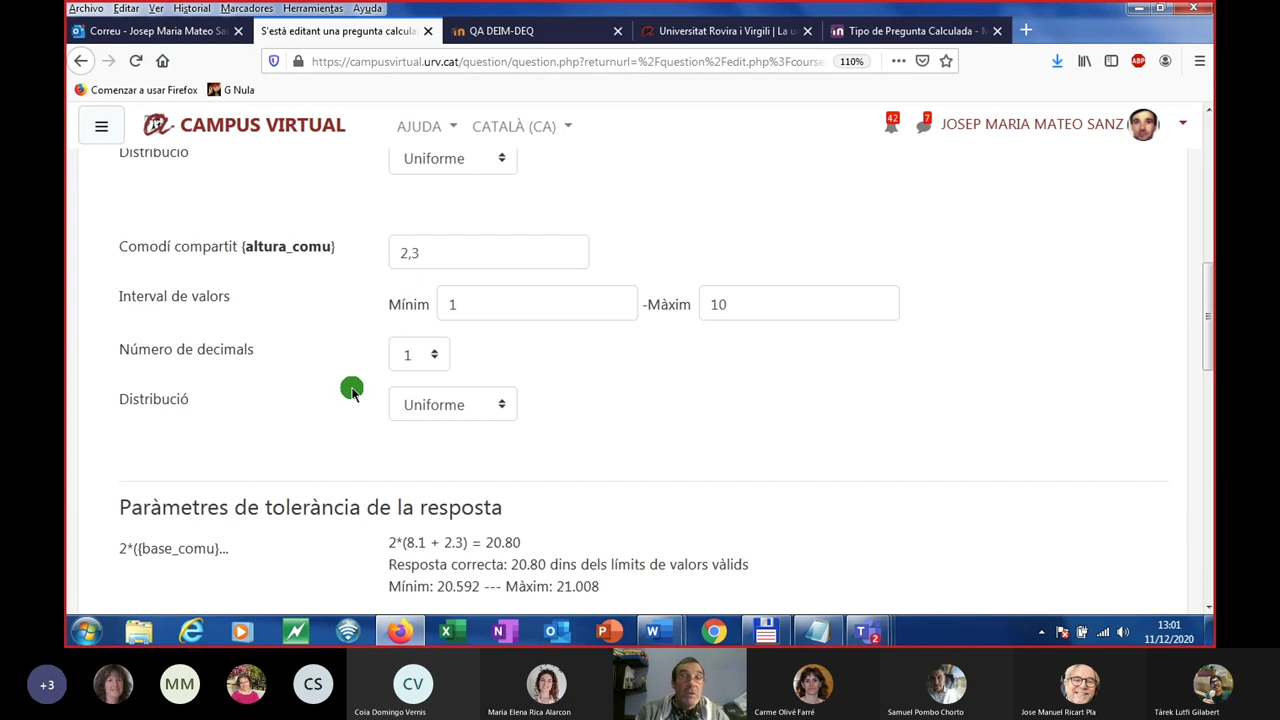 Archivo Editar Ver Historial Marcadores Herramientas Ayuda
Correu - Josep Maria Mateo Sa
S'està editant una pregunta calcula
QA DEIM-DEQ
Universitat Rovira i Virgili | La u
Tipo de Pregunta Calculada - M
https://campusvirtual.urv.cat/question/question.php?returnurl=%2Fquestion%2Fedit.php%3Fcourse
110%
Comenzar a usar Firefox G Nula
CAMPUS VIRTUAL AJUDA CATALÀ (CA) 42 7 JOSEP MARIA MATEO SANZ
Distribució Uniforme
Comodí compartit {altura_comu} 2,3
Interval de valors Mínim 1 -Màxim 10
Número de decimals 1
Distribució Uniforme
Paràmetres de tolerància de la resposta
2*({base_comu}... 2*(8.1 + 2.3) = 20.80
Resposta correcta: 20.80 dins dels límits de valors vàlids
Mínim: 20.592 --- Màxim: 21.008
13:01
11/12/2020
+3 MM CS CV
Coia Domingo Vernis Maria Elena Rica Alarcon Carme Olivé Farré Samuel Pombo Chorto Jose Manuel Ricart Pla Tárek Lutfi Gilabert